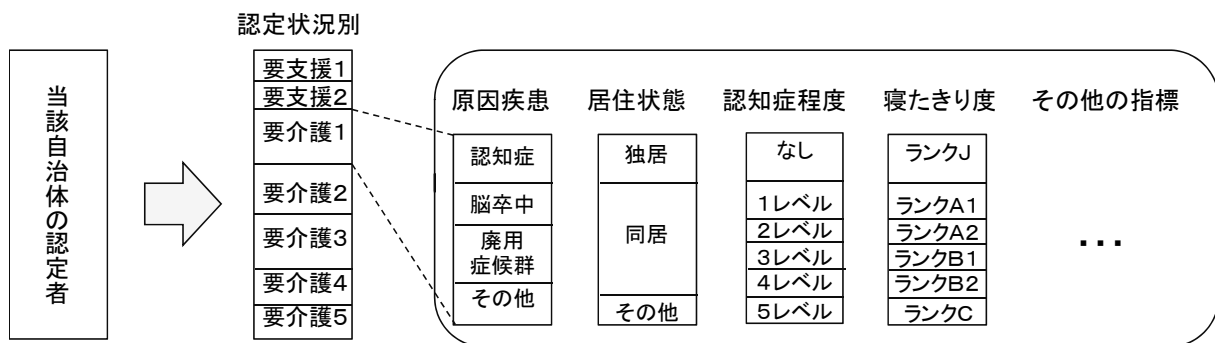 当該自治体の認定者
認定状況別
要支援1
要支援2
要介護1
要介護2
要介護3
要介護4
要介護5
原因疾患
認知症
脳卒中
廃用
症候群
その他
居住状態
独居
同居
その他
認知症程度
なし
1レベル
2レベル
3レベル
4レベル
5レベル
寝たきり度
ランクJ
ランクA1
ランクA2
ランクB1
ランクB2
ランクC
その他の指標
...